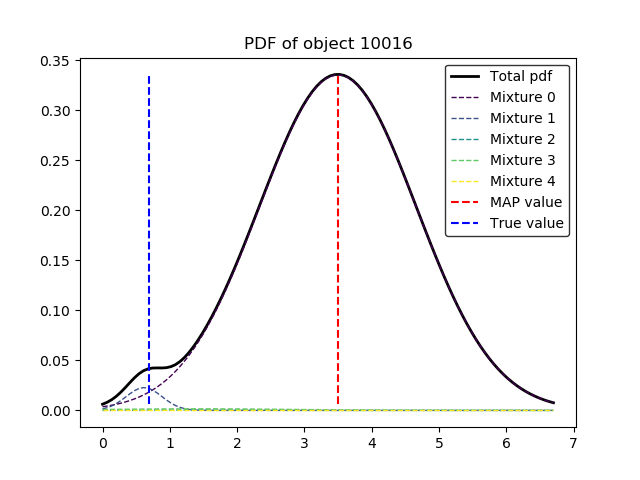 PDF of object 10016
0.35
0.30
0.25
0.20
0.15
0.10
0.05
0.00
0 1 2 3 4 5 6 7
Total pdf
Mixture 0
Mixture 1
Mixture 2
Mixture 3
Mixture 4
MAP value
True value